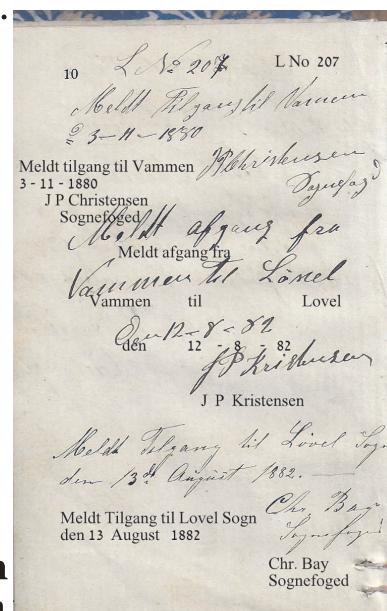 10 L No 207 L No 207
Meldt Tilgang til Vammen
d 3-11-1880
Meldt tilgang til Vammen JPChristensen
3 - 11 - 1880 Sognefoged
J P Christensen
Sognefoged
Meldt afgang fra
Meldt afgang fra
Vammen til Lövel
Vammen til Lovel
Den 12-8-82
den 12 - 8 - 82
JPKristensen
J P Kristensen
Meldt Tilgang til Lövel Sogn
den 13de August 1882.
Chr. Bay
Meldt Tilgang til Lovel Sogn Sognefoged
den 13 August 1882
Chr. Bay
Sognefoged